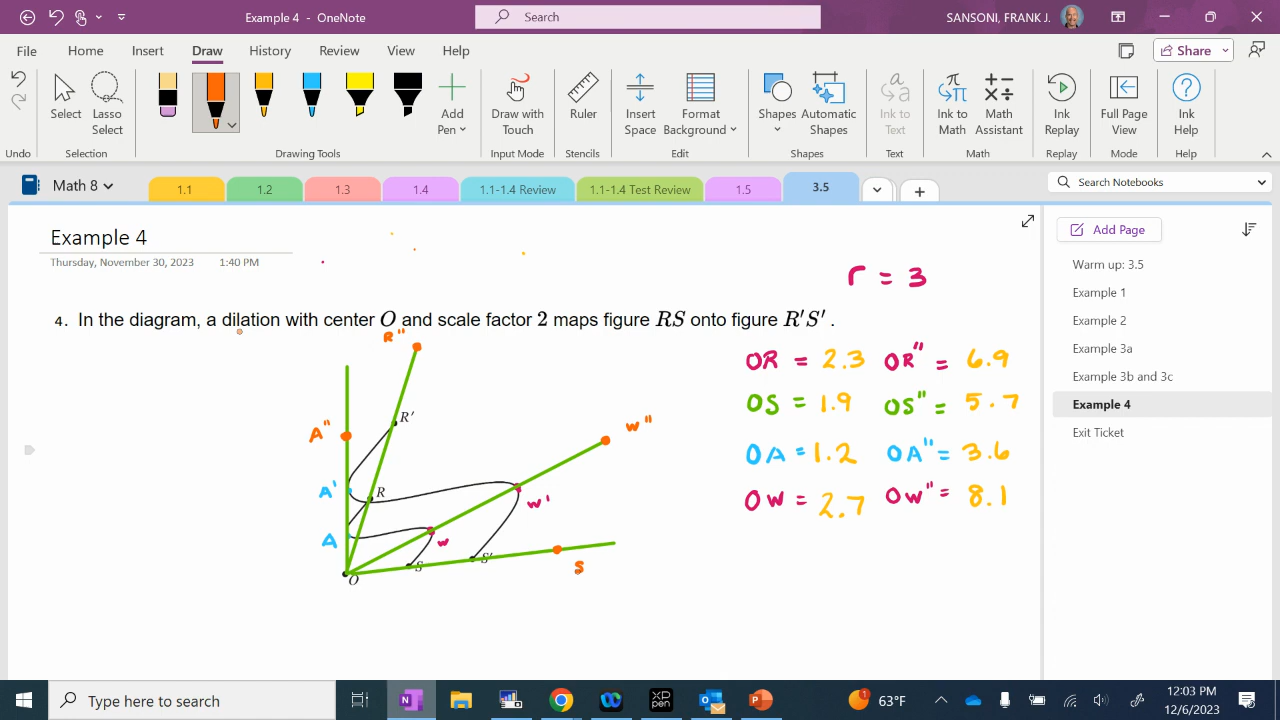 Example 4 - OneNote
Search
SANSONI, FRANK J.
File Home Insert Draw History Review View Help
Share
Select
Lasso Select
Add Pen
Draw with Touch
Ruler
Insert Space
Format Background
Shapes
Automatic Shapes
Ink to Text
Ink to Math
Math Assistant
Ink Replay
Full Page View
Ink Help
Undo Selection Drawing Tools Input Mode Stencils Edit Shapes Text Math Replay Mode Help
Math 8
1.1 1.2 1.3 1.4 1.1-1.4 Review 1.1-1.4 Test Review 1.5 3.5
Search Notebooks
Add Page
Warm up: 3.5
Example 1
Example 2
Example 3a
Example 3b and 3c
Example 4
Exit Ticket
Example 4
Thursday, November 30, 2023 1:40 PM
r = 3
4. In the diagram, a dilation with center O and scale factor 2 maps figure RS onto figure R'S'.
R"
R'
A"
w"
A'
R
w'
A
w
S
S'
S
O
OR = 2.3 OR" = 6.9
OS = 1.9 OS" = 5.7
OA = 1.2 OA" = 3.6
OW = 2.7 OW" = 8.1
Type here to search
1
63°F
12:03 PM
12/6/2023